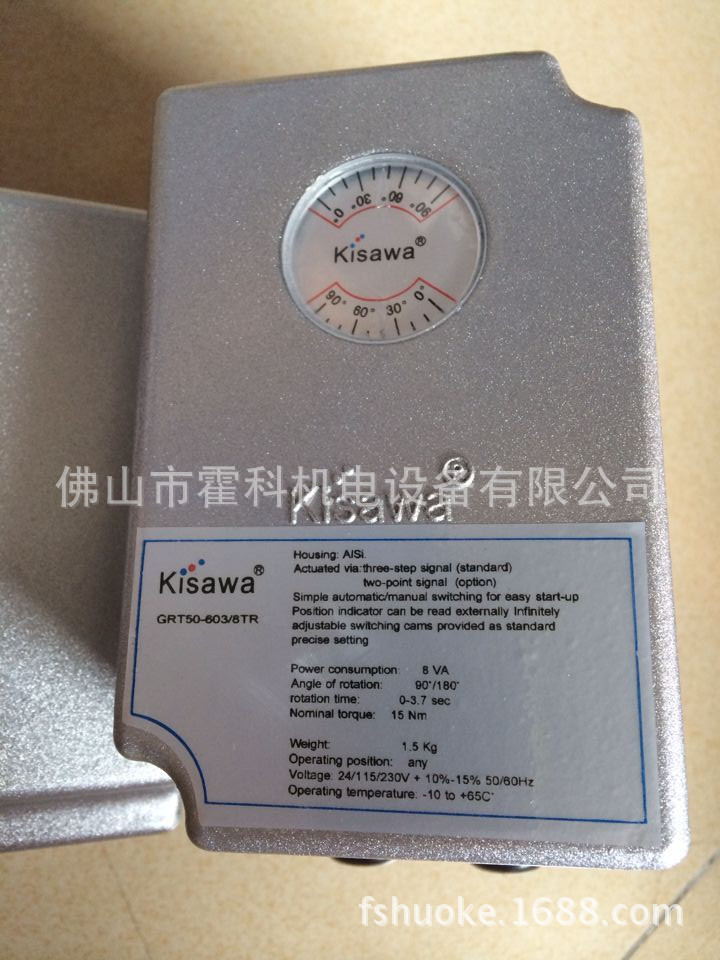 0° 30 60 90
Kisawa®
90° 60° 30° 0°
Kisawa®
佛山市霍科机电设备有限公司
Kisawa®
GRT50-603/8TR
Housing: AlSi.
Actuated via:three-step signal (standard)
two-point signal (option)
Simple automatic/manual switching for easy start-up
Position indicator can be read externally Infinitely
adjustable switching cams provided as standard
precise setting
Power consumption: 8 VA
Angle of rotation: 90°/180°
rotation time: 0-3.7 sec
Nominal torque: 15 Nm
Weight: 1.5 Kg
Operating position: any
Voltage: 24/115/230V + 10%-15% 50/60Hz
Operating temperature: -10 to +65C°
fshuoke.1688.com